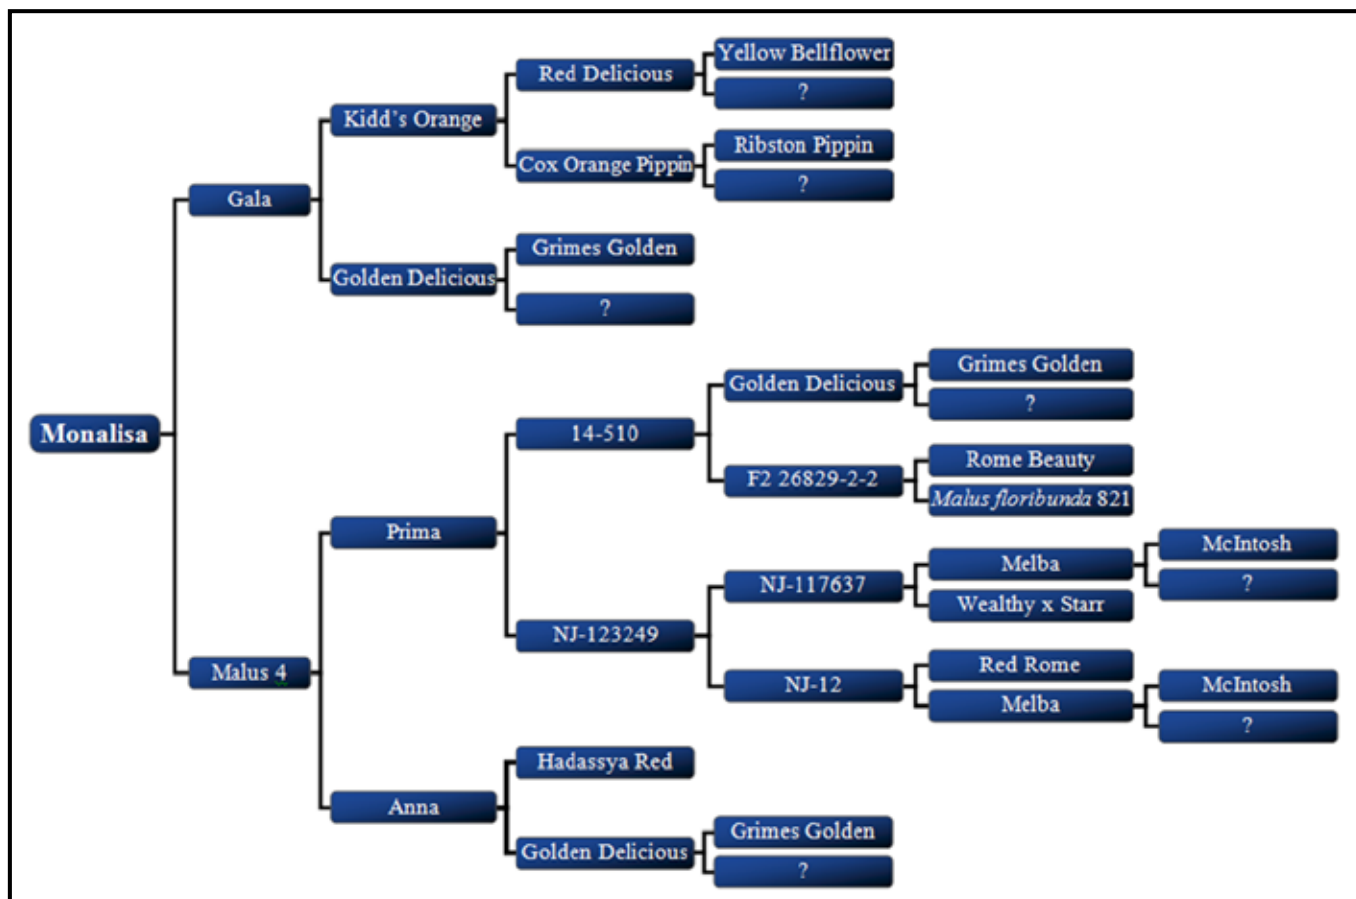 Yellow Bellflower
Red Delicious
?
Kidd's Orange
Ribston Pippin
Cox Orange Pippin
?
Gala
Grimes Golden
Golden Delicious
?
Grimes Golden
Golden Delicious
?
Monalisa
14-510
Rome Beauty
F2 26829-2-2
Malus floribunda 821
Prima
McIntosh
Melba
?
NJ-117637
Wealthy x Starr
NJ-123249
Red Rome
Malus 4
NJ-12
McIntosh
Melba
?
Hadassya Red
Anna
Grimes Golden
Golden Delicious
?